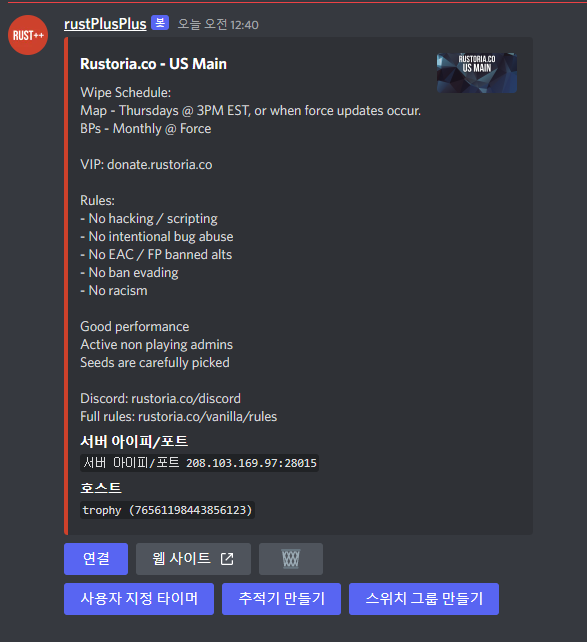 RUST++
rustPlusPlus 봇 오늘 오전 12:40
Rustoria.co - US Main
RUSTORIA.CO
US MAIN
Wipe Schedule:
Map - Thursdays @ 3PM EST, or when force updates occur.
BPs - Monthly @ Force
VIP: donate.rustoria.co
Rules:
- No hacking / scripting
- No intentional bug abuse
- No EAC / FP banned alts
- No ban evading
- No racism
Good performance
Active non playing admins
Seeds are carefully picked
Discord: rustoria.co/discord
Full rules: rustoria.co/vanilla/rules
서버 아이피/포트
서버 아이피/포트 208.103.169.97:28015
호스트
trophy (76561198443856123)
연결 웹 사이트
사용자 지정 타이머 추적기 만들기 스위치 그룹 만들기